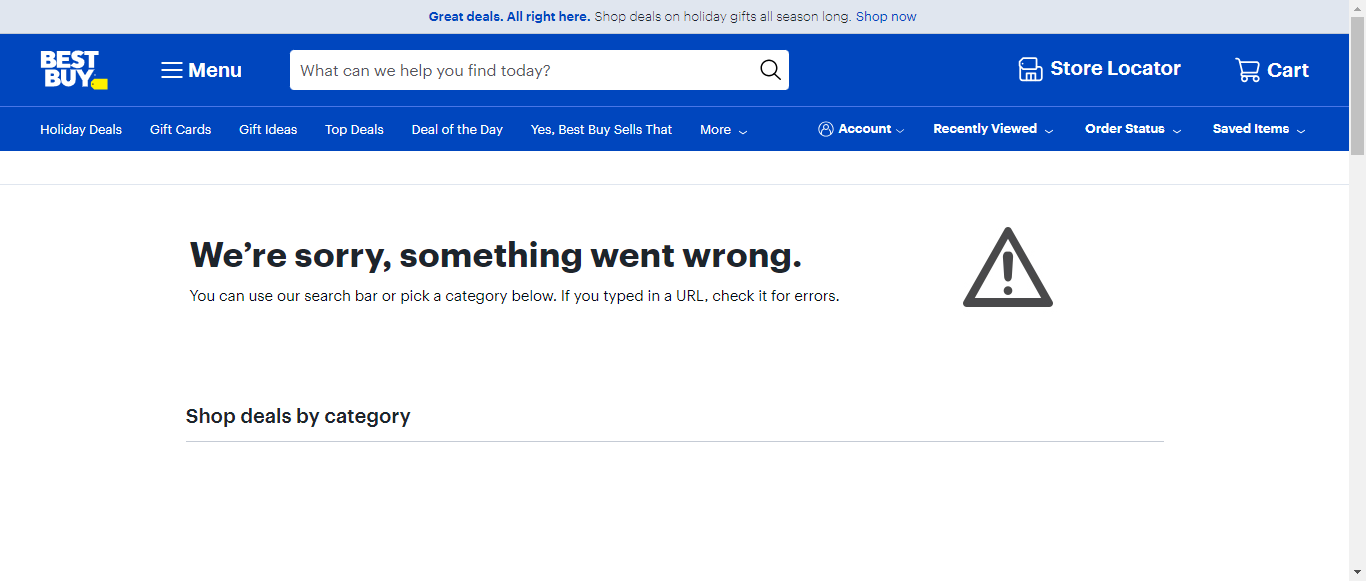 Great deals. All right here. Shop deals on holiday gifts all season long. Shop now
BEST
BUY
Menu
What can we help you find today?
Store Locator
Cart
Holiday Deals Gift Cards Gift Ideas Top Deals Deal of the Day Yes, Best Buy Sells That More Account Recently Viewed Order Status Saved Items
We’re sorry, something went wrong.
You can use our search bar or pick a category below. If you typed in a URL, check it for errors.
Shop deals by category